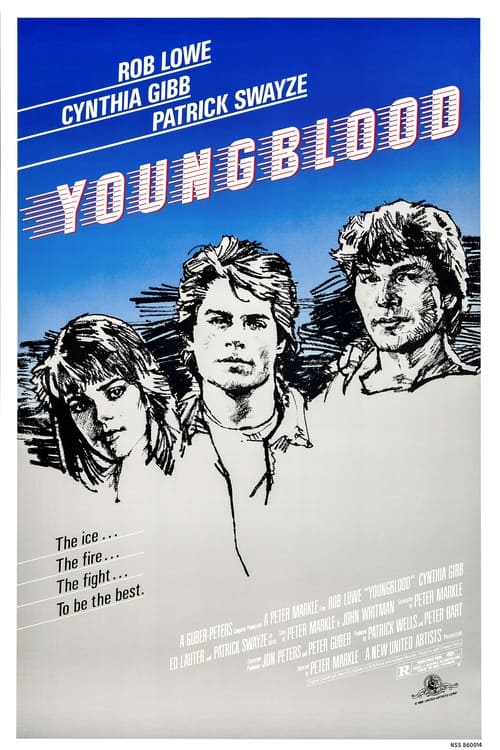 ROB LOWE
CYNTHIA GIBB
PATRICK SWAYZE
YOUNGBLOOD
The ice...
The fire...
The fight...
To be the best.
A GUBER-PETERS Company Production A PETER MARKLE Film ROB LOWE "YOUNGBLOOD" CYNTHIA GIBB
ED LAUTER and PATRICK SWAYZE Story by PETER MARKLE & JOHN WHITMAN Screenplay by PETER MARKLE
Executive Producers JON PETERS and PETER GUBER Produced by PATRICK WELLS and PETER BART
Directed by PETER MARKLE A NEW UNITED ARTISTS
R
NSS 860014